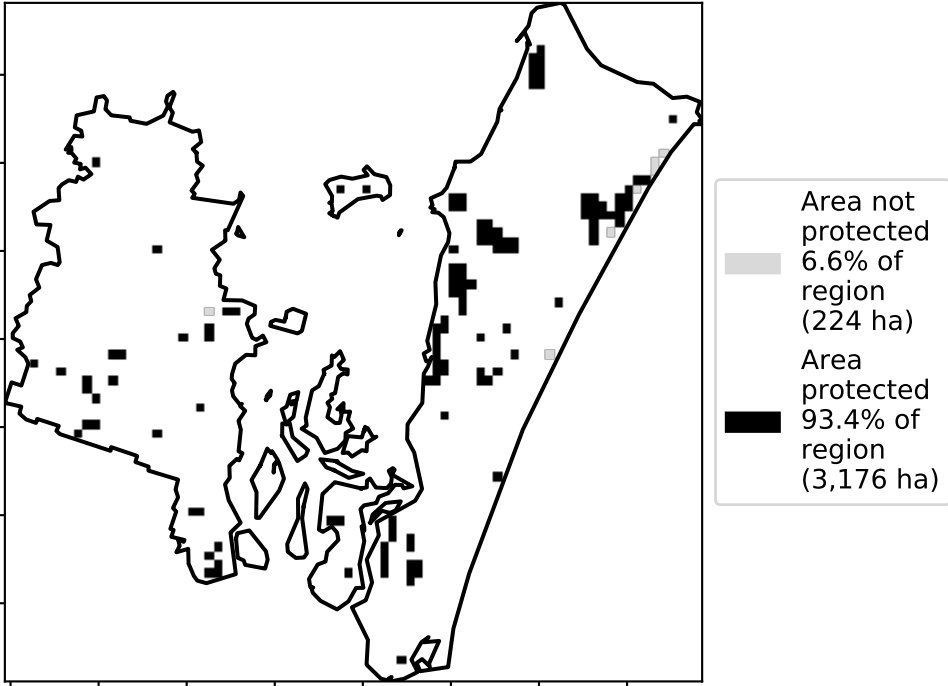 Area not
protected
6.6% of
region
(224 ha)
Area
protected
93.4% of
region
(3,176 ha)